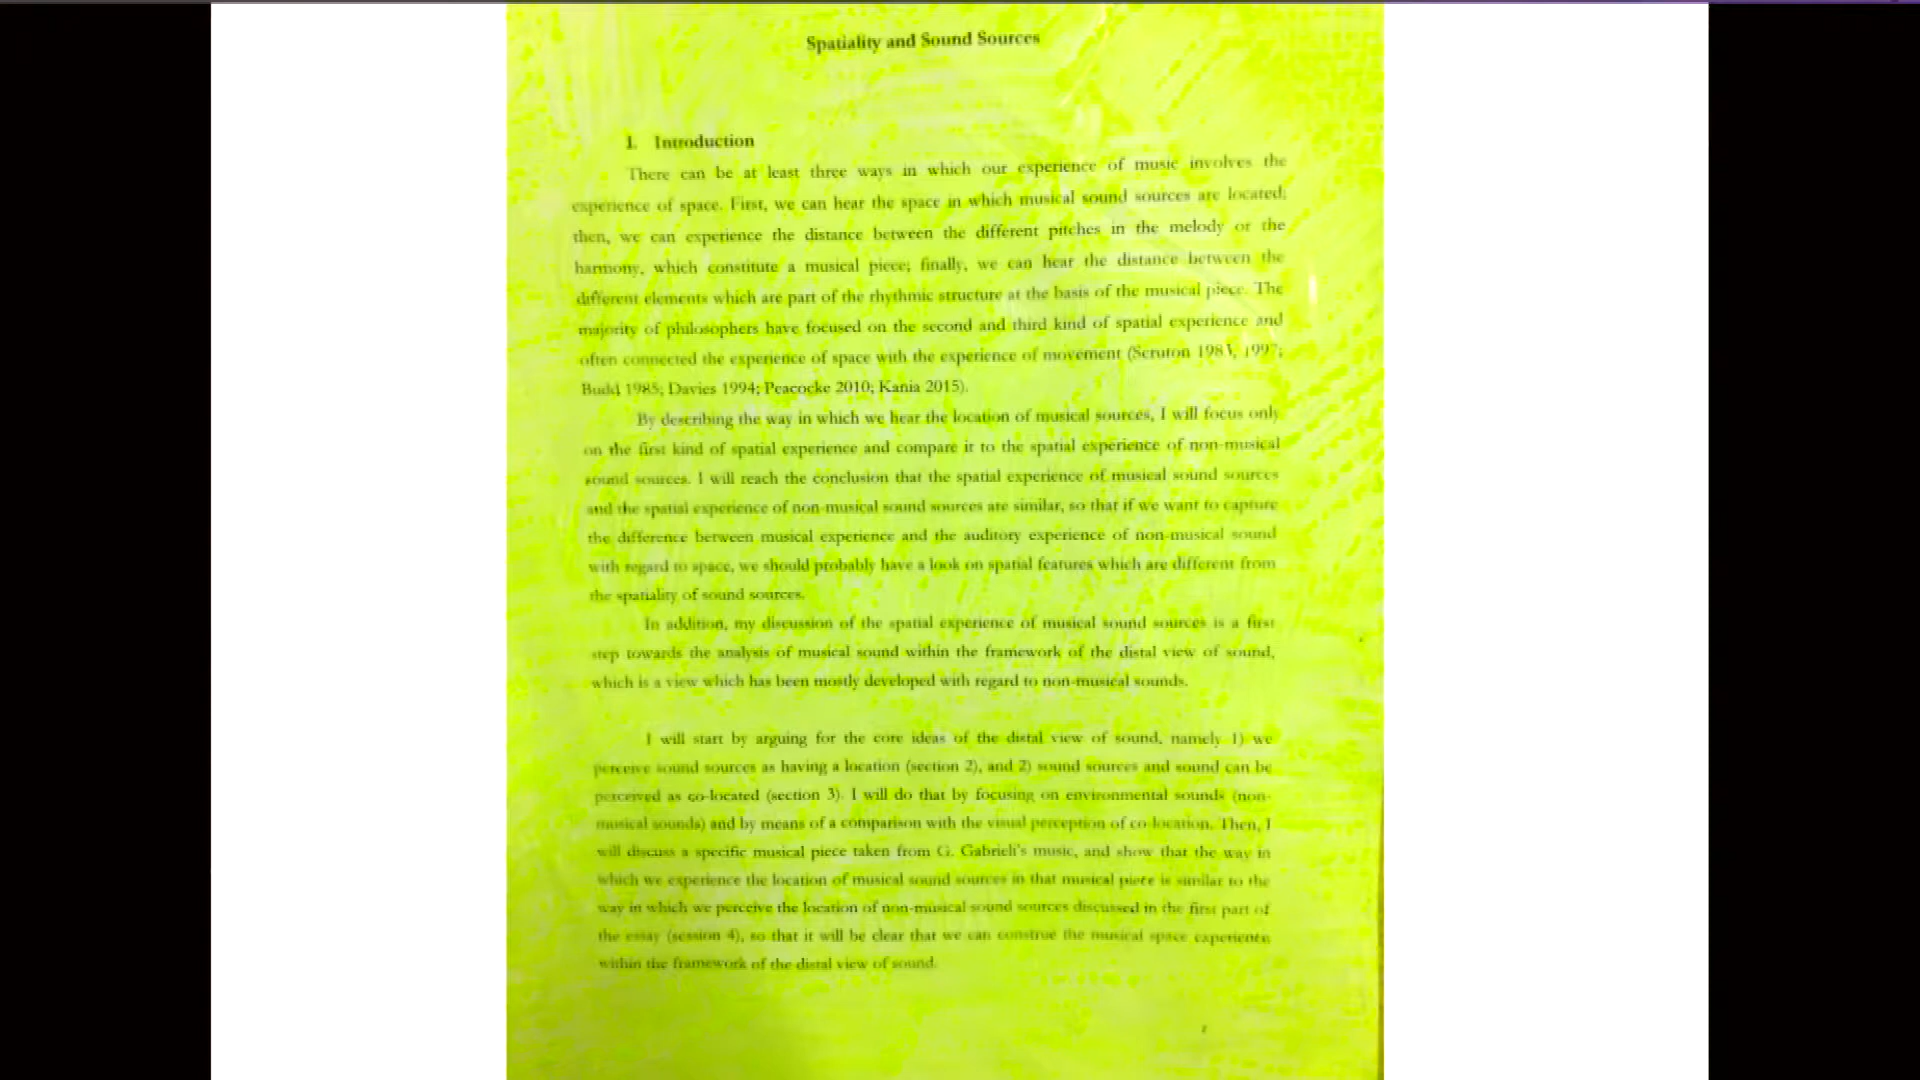 Spatiality and Sound Sources
1. Introduction
There can be at least three ways in which our experience of music involves the
experience of space. First, we can hear the space in which musical sound sources are located;
then, we can experience the distance between the different pitches in the melody or the
harmony, which constitute a musical piece; finally, we can hear the distance between the
different elements which are part of the rhythmic structure at the basis of the musical piece. The
majority of philosophers have focused on the second and third kind of spatial experience and
often connected the experience of space with the experience of movement (Scruton 1983, 1997;
Budd 1985; Davies 1994; Peacocke 2010; Kania 2015).
By describing the way in which we hear the location of musical sources, I will focus only
on the first kind of spatial experience and compare it to the spatial experience of non-musical
sound sources. I will reach the conclusion that the spatial experience of musical sound sources
and the spatial experience of non-musical sound sources are similar, so that if we want to capture
the difference between musical experience and the auditory experience of non-musical sound
with regard to space, we should probably have a look on spatial features which are different from
the spatiality of sound sources.
In addition, my discussion of the spatial experience of musical sound sources is a first
step towards the analysis of musical sound within the framework of the distal view of sound,
which is a view which has been mostly developed with regard to non-musical sounds.
I will start by arguing for the core ideas of the distal view of sound, namely 1) we
perceive sound sources as having a location (section 2), and 2) sound sources and sound can be
perceived as co-located (section 3). I will do that by focusing on environmental sounds (non-
musical sounds) and by means of a comparison with the visual perception of co-location. Then, I
will discuss a specific musical piece taken from G. Gabrieli's music, and show that the way in
which we experience the location of musical sound sources in that musical piece is similar to the
way in which we perceive the location of non-musical sound sources discussed in the first part of
the essay (session 4), so that it will be clear that we can construe the musical space experience
within the framework of the distal view of sound.